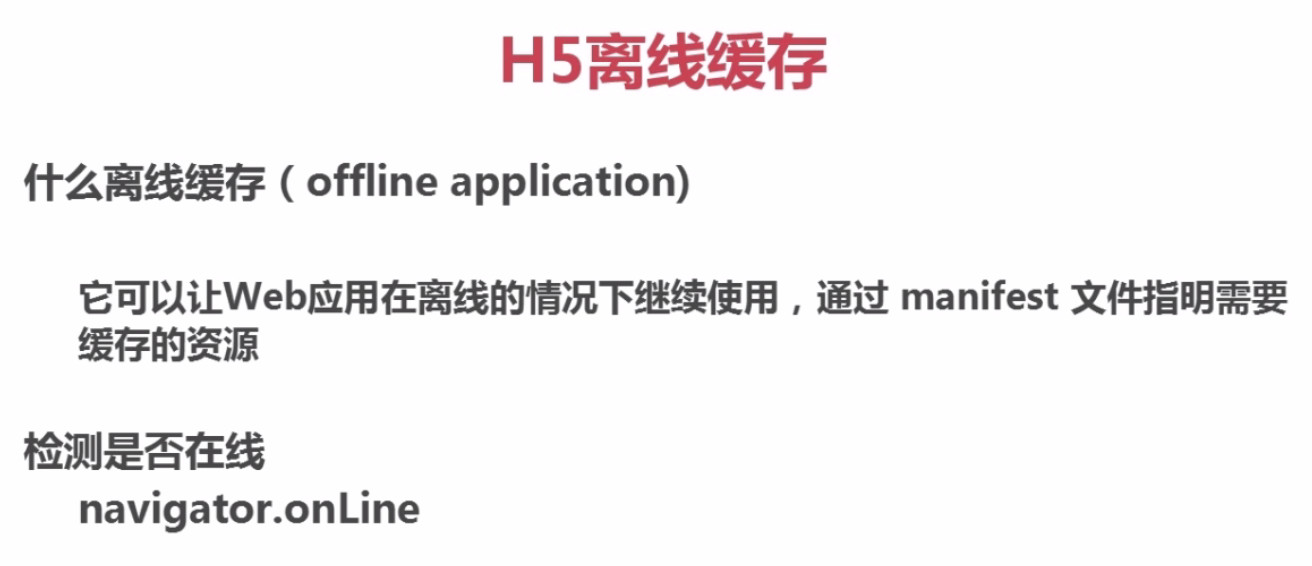 H5离线缓存
什么离线缓存（offline application)
它可以让Web应用在离线的情况下继续使用，通过 manifest 文件指明需要
缓存的资源
检测是否在线
navigator.onLine